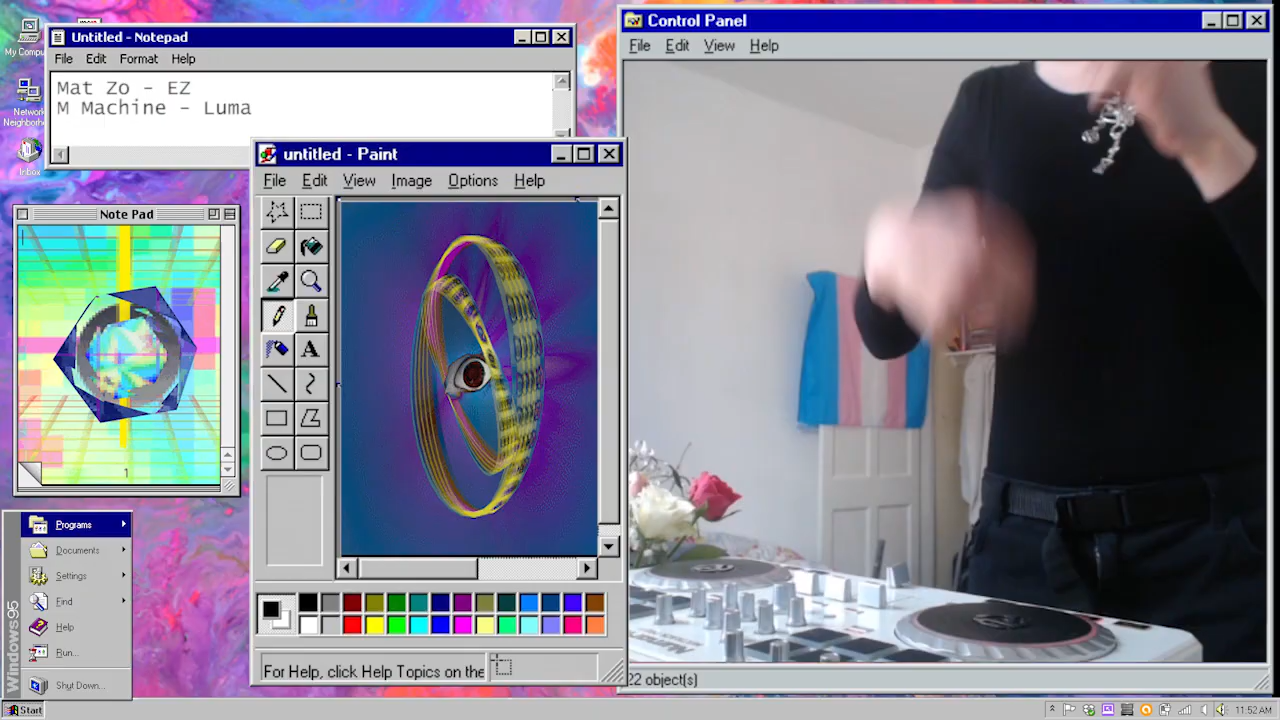 My Compu
Network
Neighborho
Inbox
Untitled - Notepad
File Edit Format Help
Mat Zo - EZ
M Machine - Luma
Note Pad
1
untitled - Paint
File Edit View Image Options Help
For Help, click Help Topics on the
Control Panel
File Edit View Help
22 object(s)
Windows95
Programs
Documents
Settings
Find
Help
Run...
Shut Down...
Start
11:52 AM